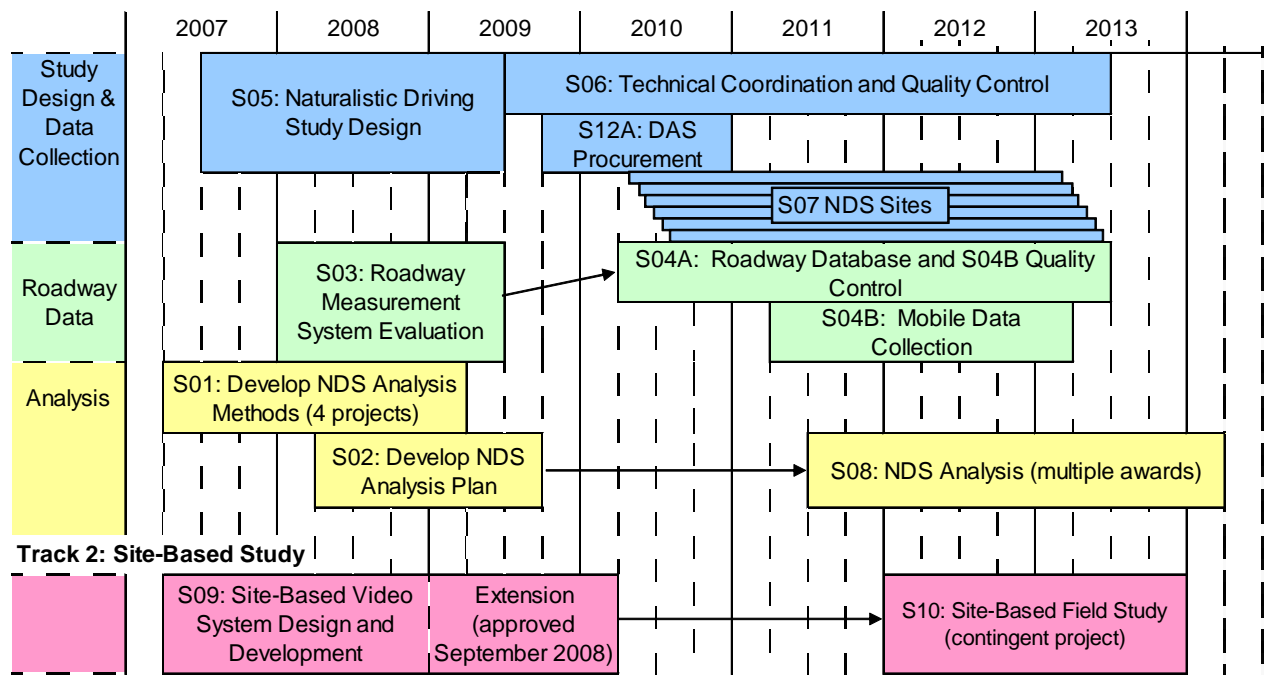 2007 2008 2009 2010 2011 2012 2013
Study
Design &
Data
Collection
S05: Naturalistic Driving
Study Design
S06: Technical Coordination and Quality Control
S12A: DAS
Procurement
S07 NDS Sites
Roadway
Data
S03: Roadway
Measurement
System Evaluation
S04A: Roadway Database and S04B Quality
Control
S04B: Mobile Data
Collection
Analysis
S01: Develop NDS Analysis
Methods (4 projects)
S02: Develop NDS
Analysis Plan
S08: NDS Analysis (multiple awards)
Track 2: Site-Based Study
S09: Site-Based Video
System Design and
Development
Extension
(approved
September 2008)
S10: Site-Based Field Study
(contingent project)